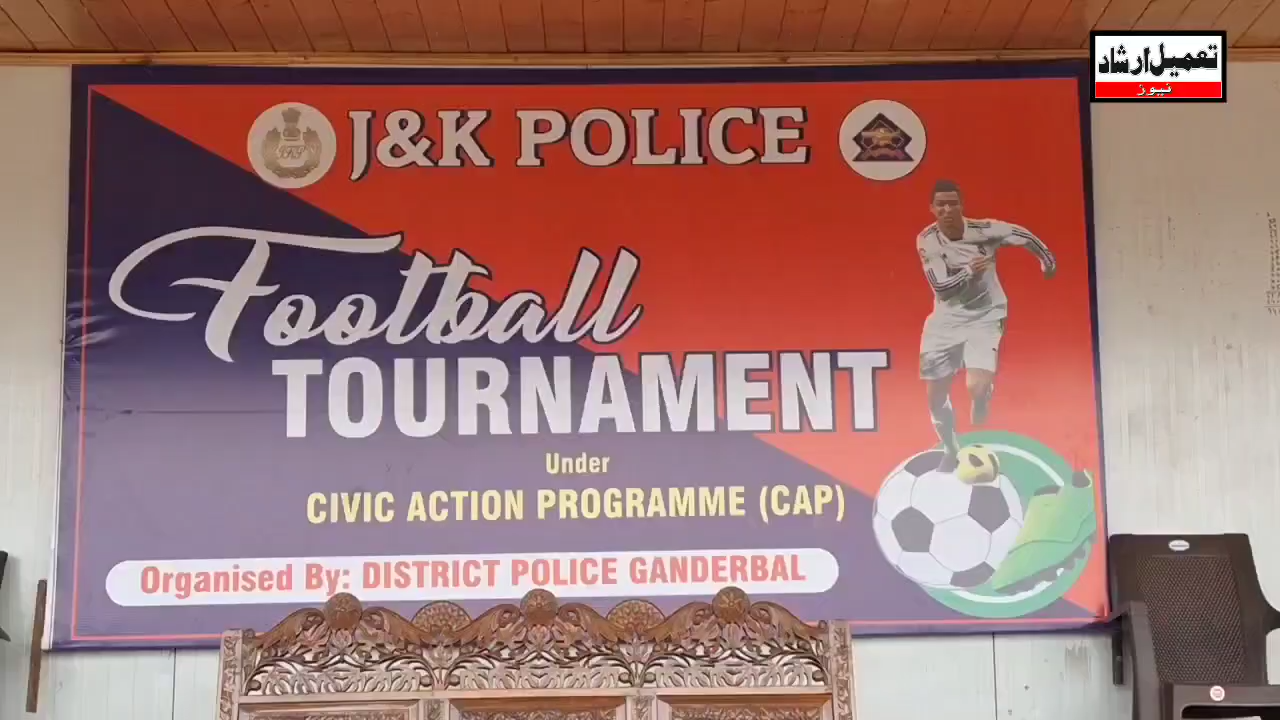 تعمیل ارشاد
نیوز
J&K POLICE
Football
TOURNAMENT
Under
CIVIC ACTION PROGRAMME (CAP)
Organised By: DISTRICT POLICE GANDERBAL